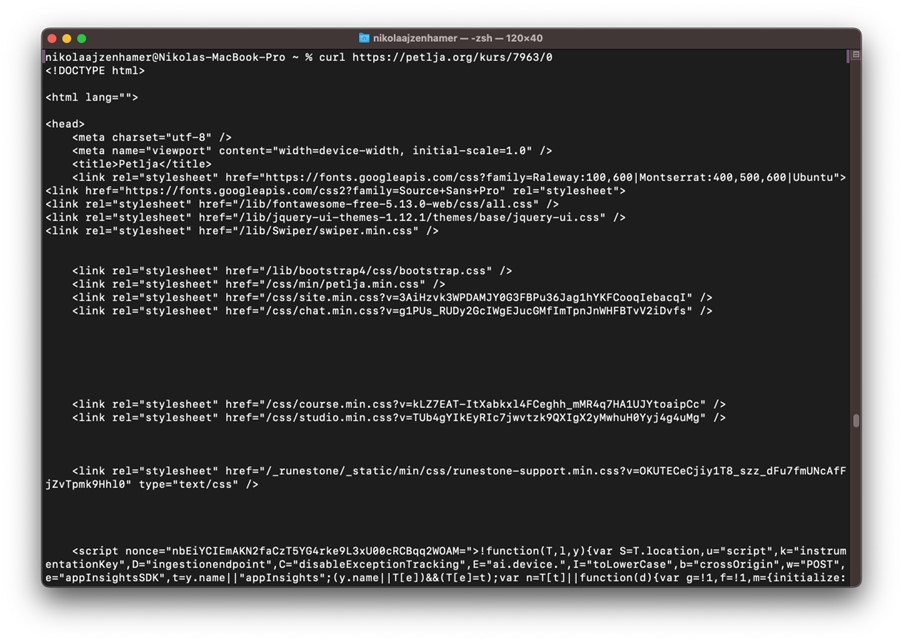 nikolaajzenhamer — -zsh — 120×40
nikolaajzenhamer@Nikolas-MacBook-Pro ~ % curl https://petlja.org/kurs/7963/0
<!DOCTYPE html>
<html lang="">
<head>
<meta charset="utf-8" />
<meta name="viewport" content="width=device-width, initial-scale=1.0" />
<title>Petlja</title>
<link rel="stylesheet" href="https://fonts.googleapis.com/css?family=Raleway:100,600|Montserrat:400,500,600|Ubuntu">
<link href="https://fonts.googleapis.com/css2?family=Source+Sans+Pro" rel="stylesheet">
<link rel="stylesheet" href="/lib/fontawesome-free-5.13.0-web/css/all.css" />
<link rel="stylesheet" href="/lib/jquery-ui-themes-1.12.1/themes/base/jquery-ui.css" />
<link rel="stylesheet" href="/lib/Swiper/swiper.min.css" />
<link rel="stylesheet" href="/lib/bootstrap4/css/bootstrap.css" />
<link rel="stylesheet" href="/css/min/petlja.min.css" />
<link rel="stylesheet" href="/css/site.min.css?v=3AiHzvk3WPDAMJY0G3FBPu36Jag1hYKFCooqIebacqI" />
<link rel="stylesheet" href="/css/chat.min.css?v=g1PUs_RUDy2GcIWgEJucGMfImTpnJnWHFBTvV2iDvfs" />
<link rel="stylesheet" href="/css/course.min.css?v=kLZ7EAT-ItXabkxl4FCeghh_mMR4q7HA1UJYtoaipCc" />
<link rel="stylesheet" href="/css/studio.min.css?v=TUb4gYIkEyRIc7jwvtzk9QXIgX2yMwhuH0Yyj4g4uMg" />
<link rel="stylesheet" href="/_runestone/_static/min/css/runestone-support.min.css?v=OKUTECeCjiy1T8_szz_dFu7fmUNcAfF
jZvTpmk9Hhl0" type="text/css" />
<script nonce="nbEiYCIEmAKN2faCzT5YG4rke9L3xU00cRCBqq2WOAM=">!function(T,l,y){var S=T.location,u="script",k="instrum
entationKey",D="ingestionendpoint",C="disableExceptionTracking",E="ai.device.",I="toLowerCase",b="crossOrigin",w="POST",
e="appInsightsSDK",t=y.name||"appInsights";(y.name||T[e])&&(T[e]=t);var n=T[t]||function(d){var g=!1,f=!1,m={initialize: